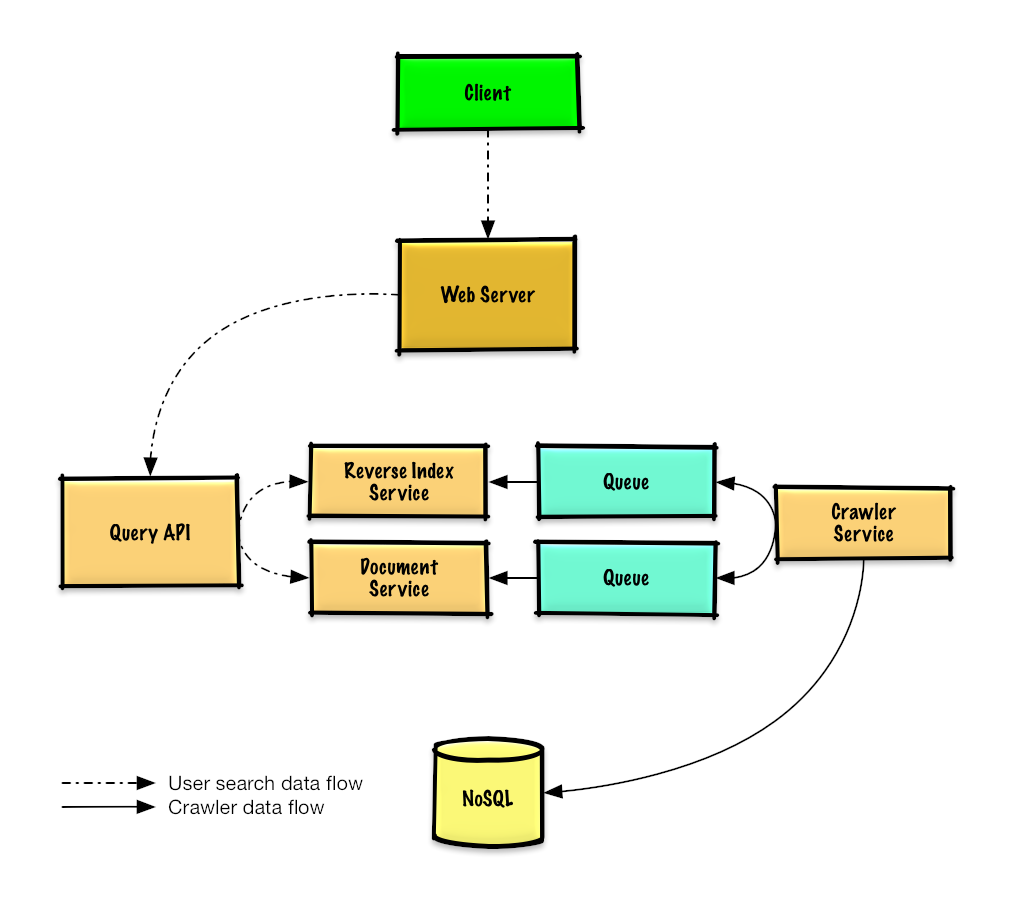 Client
Web Server
Reverse Index
Service
Queue
Crawler
Service
Query API
Document
Service
Queue
NoSQL
User search data flow
Crawler data flow